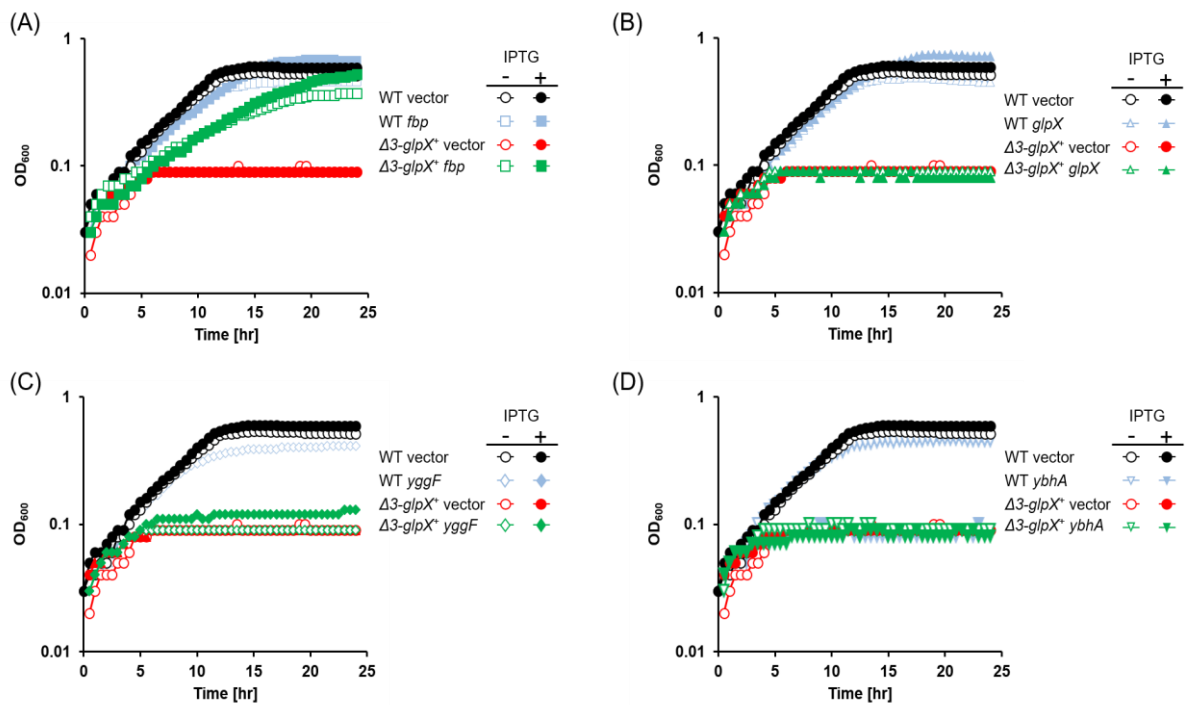 (A)
1
0.1
0.01
OD600
0 5 10 15 20 25
Time [hr]
IPTG
- +
WT vector
WT fbp
Δ3-glpX+ vector
Δ3-glpX+ fbp
(B)
1
0.1
0.01
OD600
0 5 10 15 20 25
Time [hr]
IPTG
- +
WT vector
WT glpX
Δ3-glpX+ vector
Δ3-glpX+ glpX
(C)
1
0.1
0.01
OD600
0 5 10 15 20 25
Time [hr]
IPTG
- +
WT vector
WT yggF
Δ3-glpX+ vector
Δ3-glpX+ yggF
(D)
1
0.1
0.01
OD600
0 5 10 15 20 25
Time [hr]
IPTG
- +
WT vector
WT ybhA
Δ3-glpX+ vector
Δ3-glpX+ ybhA